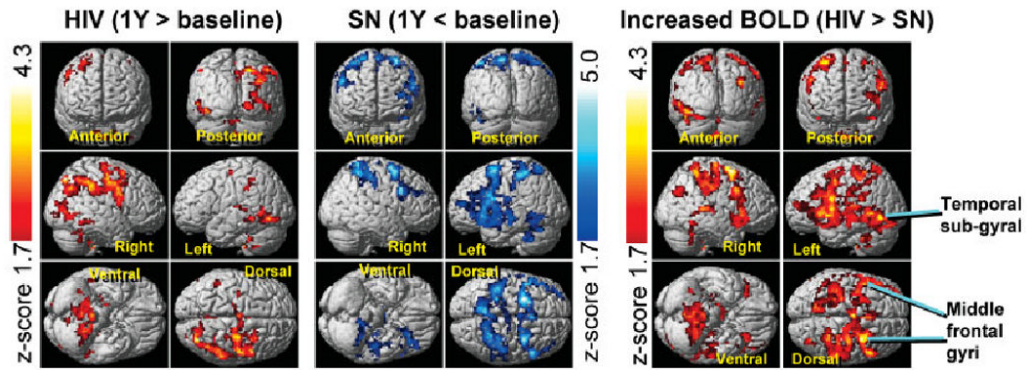 HIV (1Y > baseline)
SN (1Y < baseline)
Increased BOLD (HIV > SN)
z-score 1.7 4.3
Anterior
Posterior
Right
Left
Ventral
Dorsal
Anterior
Posterior
Right
Left
Ventral
Dorsal
z-score 1.7 5.0
z-score 1.7 4.3
Anterior
Posterior
Right
Left
Ventral
Dorsal
Temporal
sub-gyral
Middle
frontal
gyri